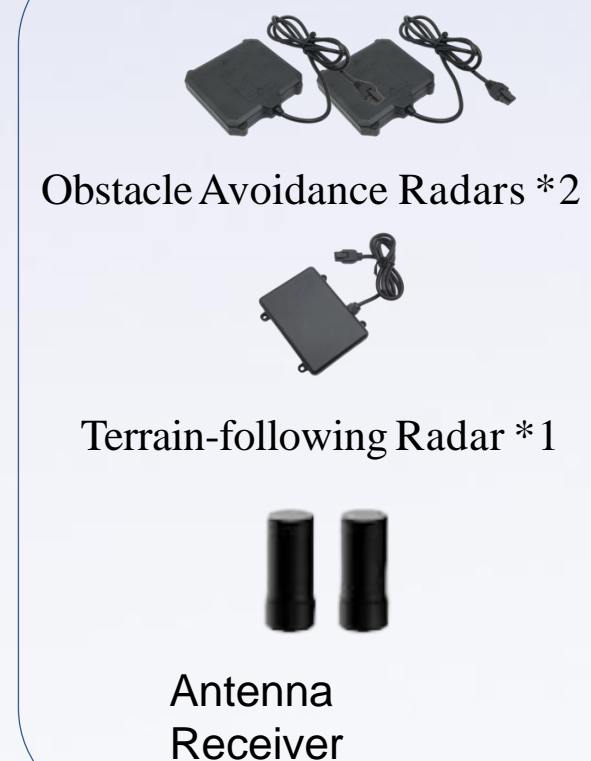 Obstacle Avoidance Radars *2
Terrain-following Radar *1
Antenna
Receiver